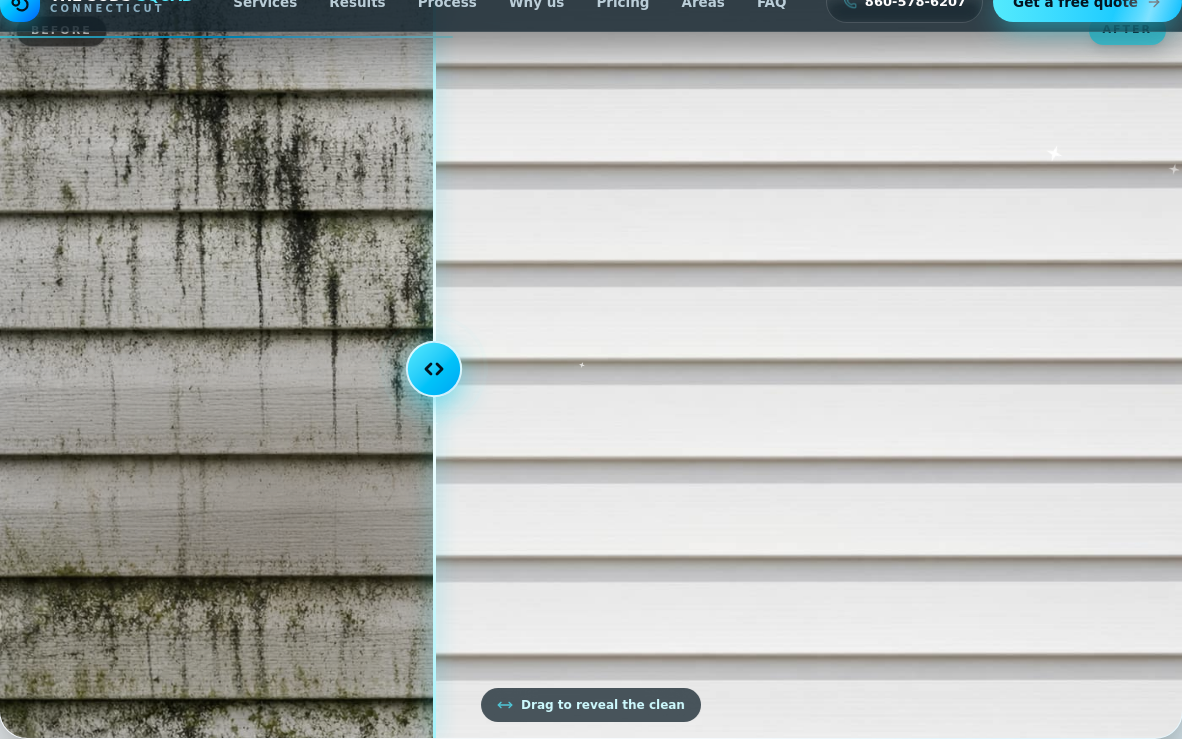 CONNECTICUT
Services
Results
Process
Why us
Pricing
Areas
FAQ
860-578-6207
Get a free quote →
BEFORE
AFTER
Drag to reveal the clean